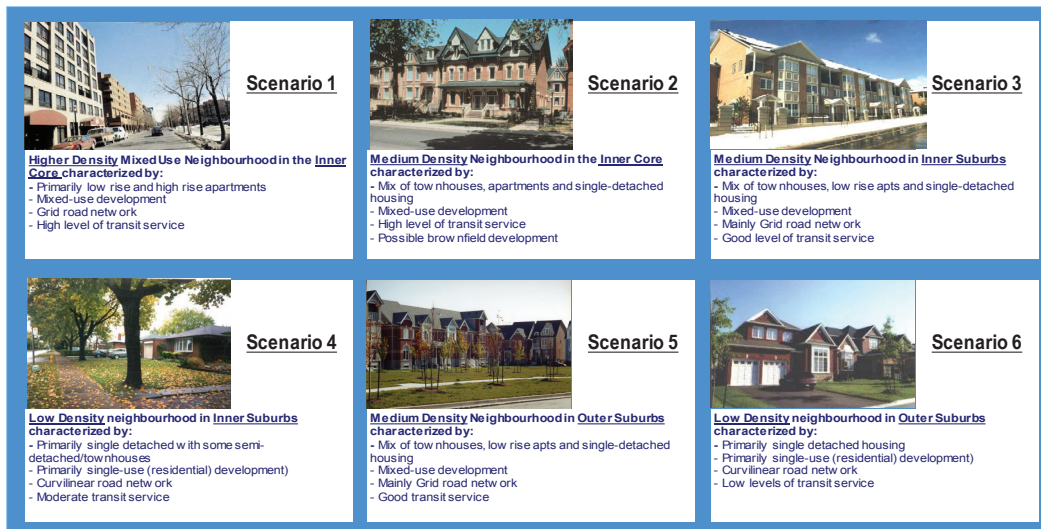 Scenario 1
Higher Density Mixed Use Neighbourhood in the Inner
Core characterized by:
- Primarily low rise and high rise apartments
- Mixed-use development
- Grid road network
- High level of transit service
Scenario 2
Medium Density Neighbourhood in the Inner Core
characterized by:
- Mix of townhouses, apartments and single-detached
housing
- Mixed-use development
- High level of transit service
- Possible brownfield development
Scenario 3
Medium Density Neighbourhood in Inner Suburbs
characterized by:
- Mix of townhouses, low rise apts and single-detached
housing
- Mixed-use development
- Mainly Grid road network
- Good level of transit service
Scenario 4
Low Density neighbourhood in Inner Suburbs
characterized by:
- Primarily single detached with some semi-
detached/townhouses
- Primarily single-use (residential) development)
- Curvilinear road network
- Moderate transit service
Scenario 5
Medium Density Neighbourhood in Outer Suburbs
characterized by:
- Mix of townhouses, low rise apts and single-detached
housing
- Mixed-use development
- Mainly Grid road network
- Good transit service
Scenario 6
Low Density neighbourhood in Outer Suburbs
characterized by:
- Primarily single detached housing
- Primarily single-use (residential) development)
- Curvilinear road network
- Low levels of transit service